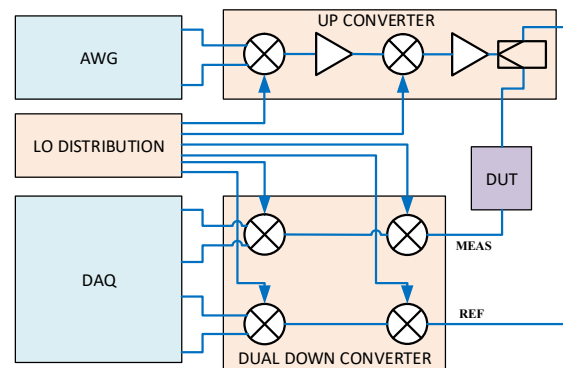 UP CONVERTER
AWG
LO DISTRIBUTION
DUT
MEAS
DAQ
REF
DUAL DOWN CONVERTER